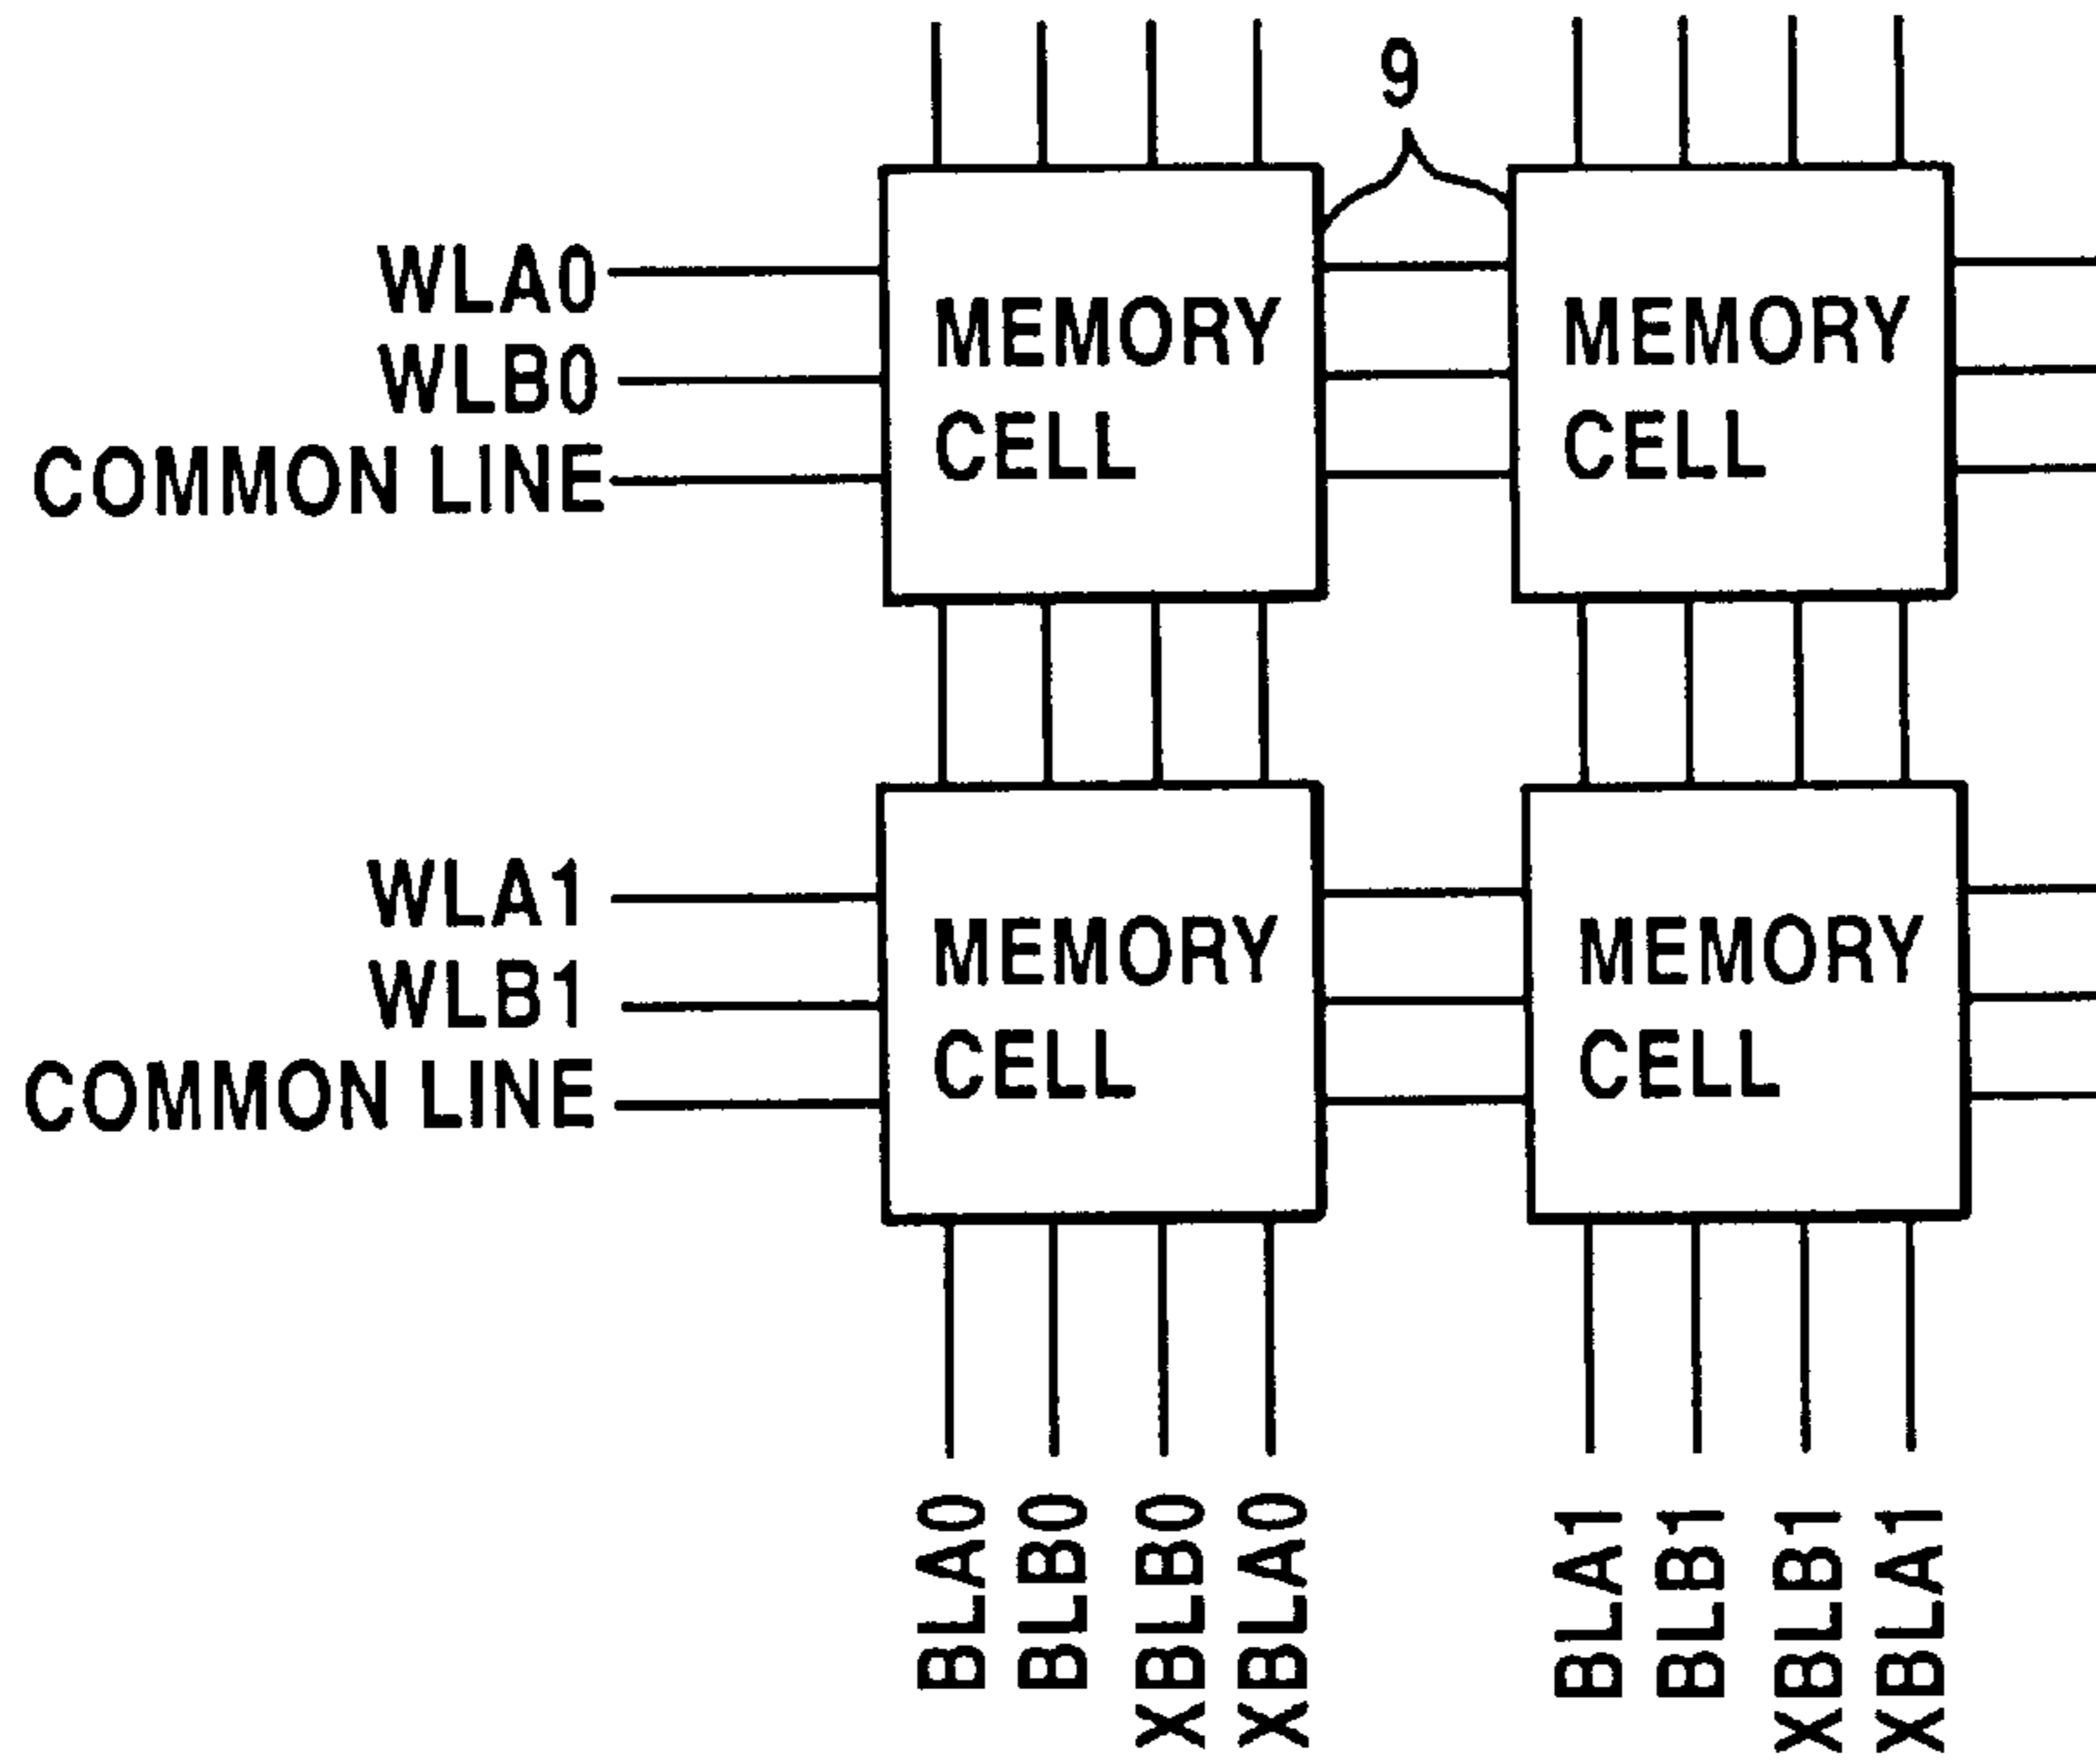 9
WLA0
WLB0
COMMON LINE
MEMORY
CELL
MEMORY
CELL
WLA1
WLB1
COMMON LINE
MEMORY
CELL
MEMORY
CELL
BLA0
BLB0
XBLB0
XBLA0
BLA1
BLB1
XBLB1
XBLA1